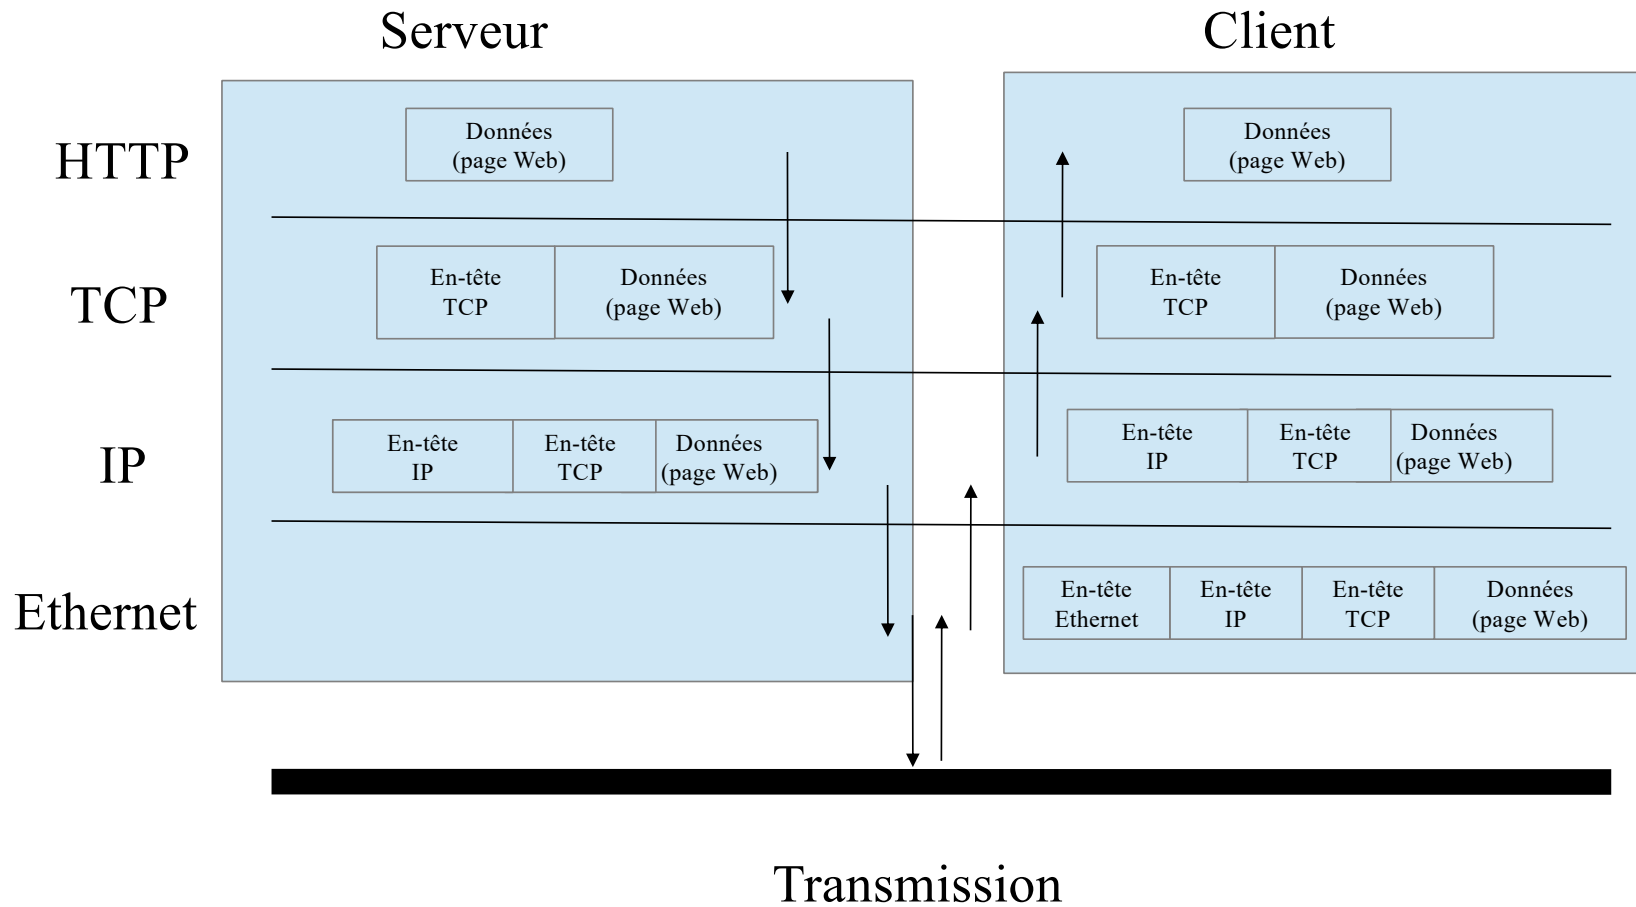 Serveur
Client
HTTP
Données
(page Web)
Données
(page Web)
TCP
En-tête
TCP
Données
(page Web)
En-tête
TCP
Données
(page Web)
IP
En-tête
IP
En-tête
TCP
Données
(page Web)
En-tête
IP
En-tête
TCP
Données
(page Web)
Ethernet
En-tête
Ethernet
En-tête
IP
En-tête
TCP
Données
(page Web)
Transmission